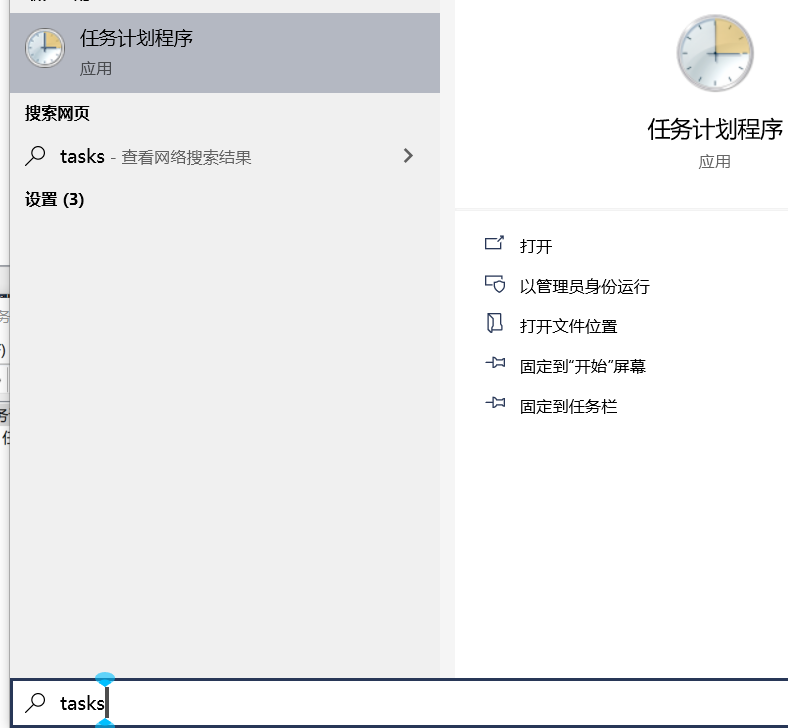 任务计划程序
应用
搜索网页
tasks - 查看网络搜索结果
设置 (3)
任务计划程序
应用
打开
以管理员身份运行
打开文件位置
固定到“开始”屏幕
固定到任务栏
tasks